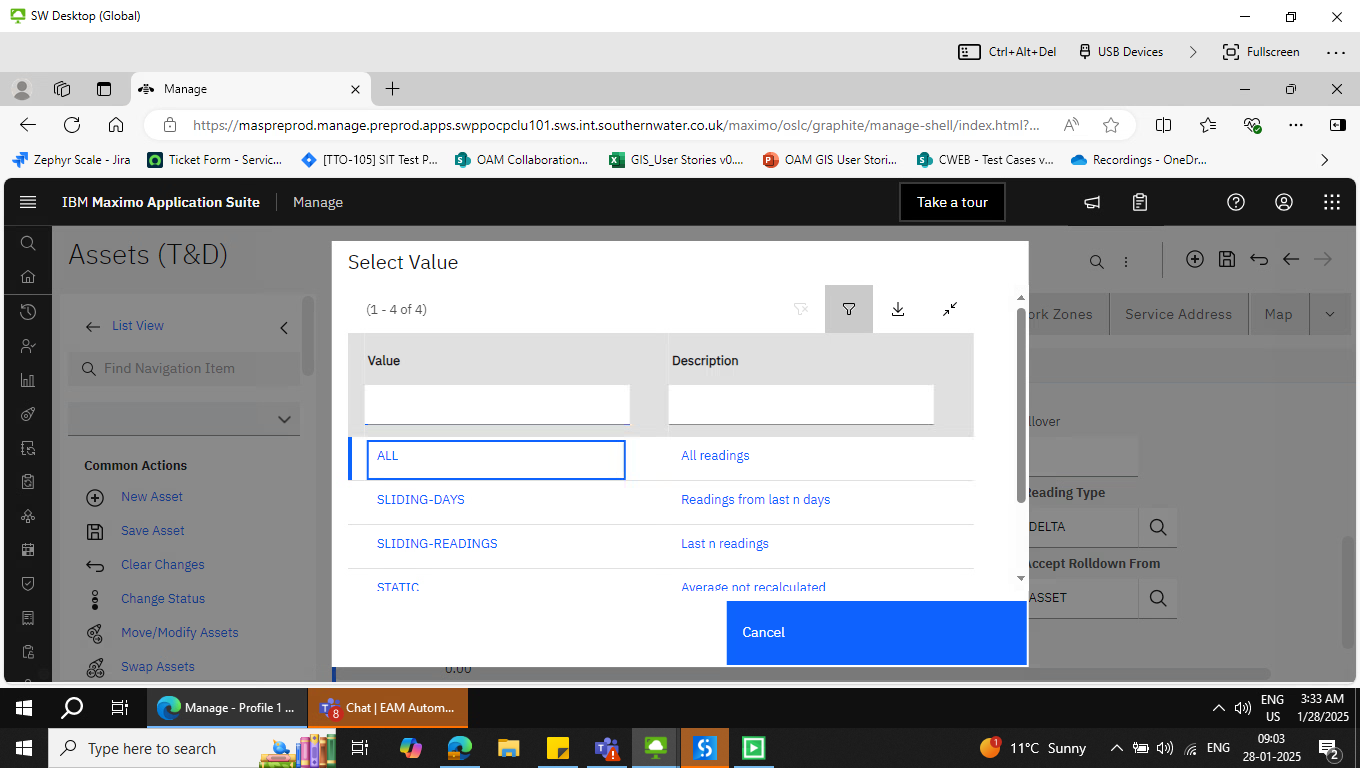 SW Desktop (Global)
Ctrl+Alt+Del
USB Devices
Fullscreen
Manage
https://maspreprod.manage.preprod.apps.swppocpclu101.sws.int.southernwater.co.uk/maximo/oslc/graphite/manage-shell/index.html?...
Zephyr Scale - Jira
Ticket Form - Servic...
[TTO-105] SIT Test P...
OAM Collaboration...
GIS_User Stories v0....
OAM GIS User Stori...
CWEB - Test Cases v...
Recordings - OneDr...
IBM Maximo Application Suite
Manage
Take a tour
Assets (T&D)
List View
Find Navigation Item
Common Actions
New Asset
Save Asset
Clear Changes
Change Status
Move/Modify Assets
Swap Assets
Select Value
(1 - 4 of 4)
Value
Description
ALL
All readings
SLIDING-DAYS
Readings from last n days
SLIDING-READINGS
Last n readings
STATIC
Average not recalculated
Cancel
ork Zones
Service Address
Map
llover
Reading Type
DELTA
Accept Rolldown From
ASSET
0.00
Manage - Profile 1 ...
8
Chat | EAM Autom...
ENG
US
3:33 AM
1/28/2025
Type here to search
1
11°C Sunny
ENG
09:03
28-01-2025
2